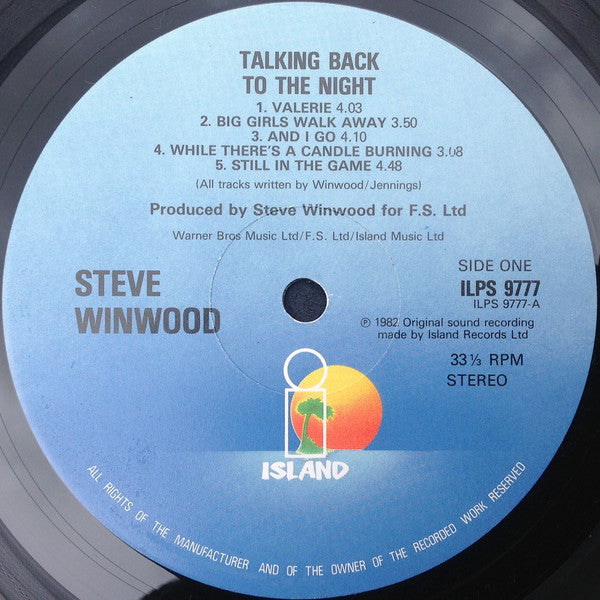 TALKING BACK
TO THE NIGHT
1. VALERIE 4.03
2. BIG GIRLS WALK AWAY 3.50
3. AND I GO 4.10
4. WHILE THERE'S A CANDLE BURNING 3.08
5. STILL IN THE GAME 4.48
(All tracks written by Winwood/Jennings)
Produced by Steve Winwood for F.S. Ltd
Warner Bros Music Ltd/F.S. Ltd/Island Music Ltd
STEVE
WINWOOD
SIDE ONE
ILPS 9777
ILPS 9777-A
℗ 1982 Original sound recording
made by Island Records Ltd
33⅓ RPM
STEREO
i
ISLAND
ALL RIGHTS OF THE MANUFACTURER AND OF THE OWNER OF THE RECORDED WORK RESERVED